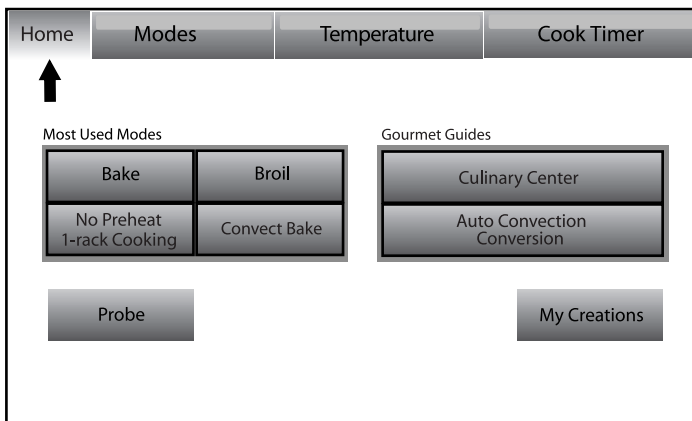 Home Modes Temperature Cook Timer
Most Used Modes
Bake Broil
No Preheat
1-rack Cooking
Convect Bake
Gourmet Guides
Culinary Center
Auto Convection
Conversion
Probe
My Creations